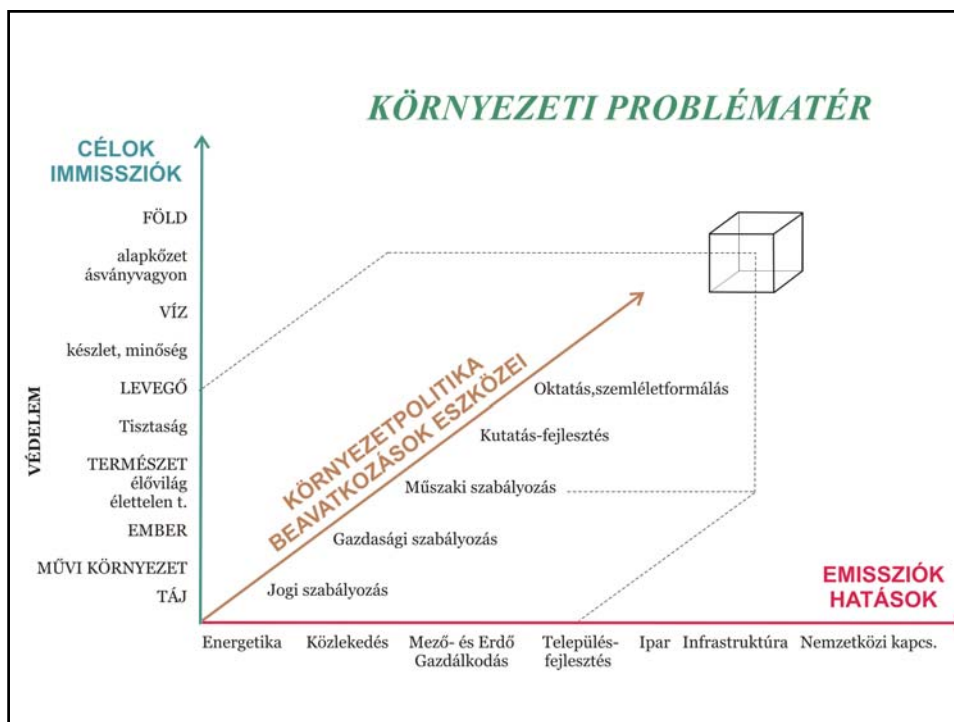 KÖRNYEZETI PROBLÉMATÉR
CÉLOK
IMMISSZIÓK
VÉDELEM
FÖLD
alapkőzet
ásványvagyon
VÍZ
készlet, minőség
LEVEGŐ
Tisztaság
TERMÉSZET
élővilág
élettelen t.
EMBER
MŰVI KÖRNYEZET
TÁJ
KÖRNYEZETPOLITIKA
BEAVATKOZÁSOK ESZKÖZEI
Oktatás,szemléletformálás
Kutatás-fejlesztés
Műszaki szabályozás
Gazdasági szabályozás
Jogi szabályozás
EMISSZIÓK
HATÁSOK
Energetika
Közlekedés
Mező- és Erdő
Gazdálkodás
Település-
fejlesztés
Ipar
Infrastruktúra
Nemzetközi kapcs.